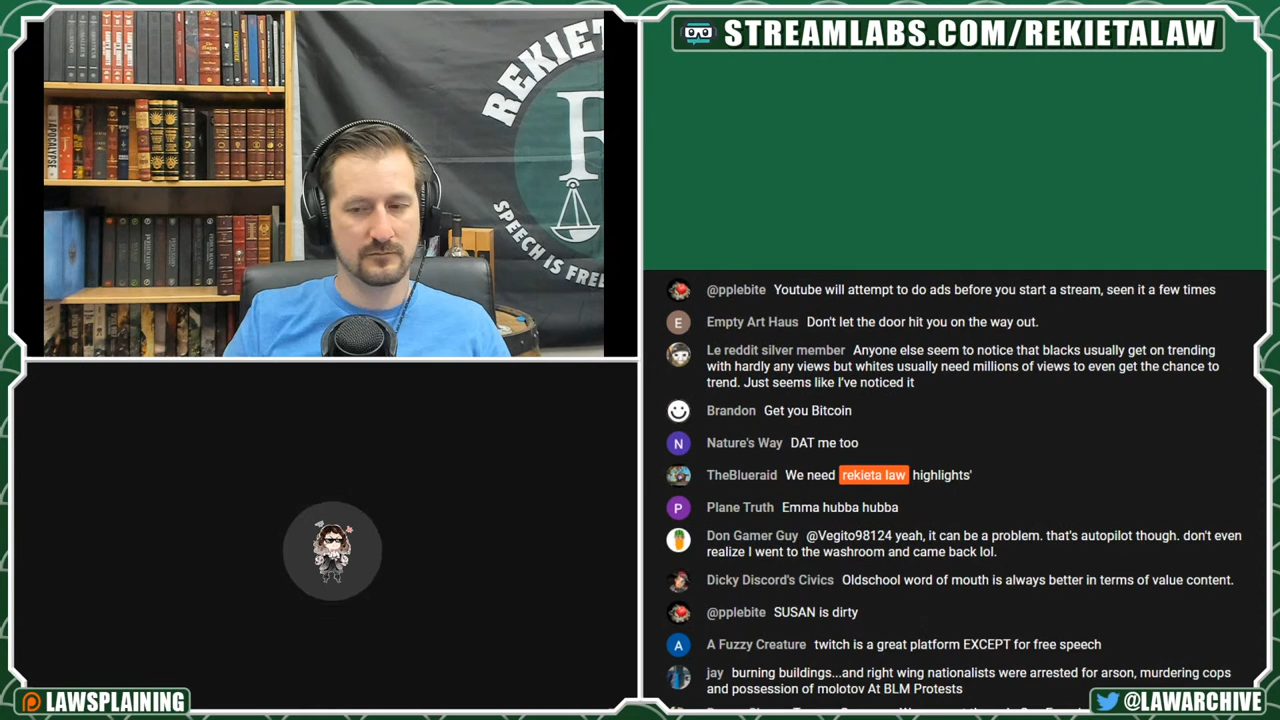 STREAMLABS.COM/REKIETALAW
REKIET
R
SPEECH IS FREE
APOCALYPSE
@pplebite Youtube will attempt to do ads before you start a stream, seen it a few times
E Empty Art Haus Don't let the door hit you on the way out.
Le reddit silver member Anyone else seem to notice that blacks usually get on trending
with hardly any views but whites usually need millions of views to even get the chance to
trend. Just seems like I've noticed it
Brandon Get you Bitcoin
N Nature's Way DAT me too
TheBlueraid We need rekieta law highlights'
P Plane Truth Emma hubba hubba
Don Gamer Guy @Vegito98124 yeah, it can be a problem. that's autopilot though. don't even
realize I went to the washroom and came back lol.
Dicky Discord's Civics Oldschool word of mouth is always better in terms of value content.
@pplebite SUSAN is dirty
A A Fuzzy Creature twitch is a great platform EXCEPT for free speech
jay burning buildings...and right wing nationalists were arrested for arson, murdering cops
and possession of molotov At BLM Protests
LAWSPLAINING
@LAWARCHIVE